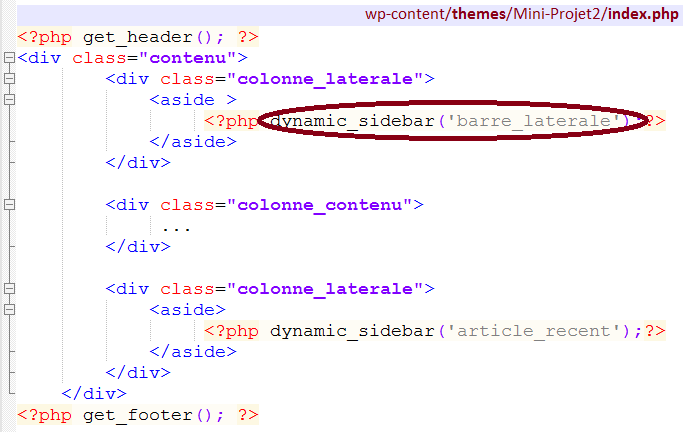 wp-content/themes/Mini-Projet2/index.php
<?php get_header(); ?>
<div class="contenu">
<div class="colonne_laterale">
<aside >
<?php dynamic_sidebar('barre_laterale');?>
</aside>
</div>
<div class="colonne_contenu">
...
</div>
<div class="colonne_laterale">
<aside>
<?php dynamic_sidebar('article_recent');?>
</aside>
</div>
</div>
<?php get_footer(); ?>